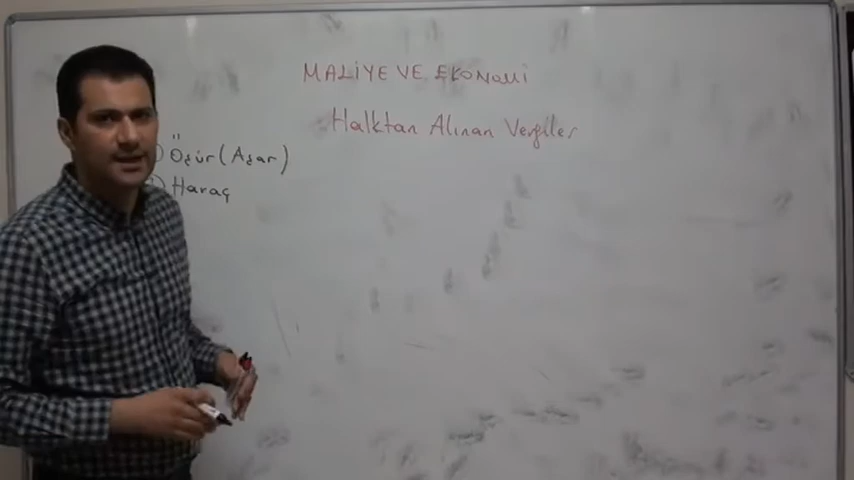 MALİYE VE EKONOMİ
Halktan Alınan Vergiler
) Öşür (Aşar)
) Haraç